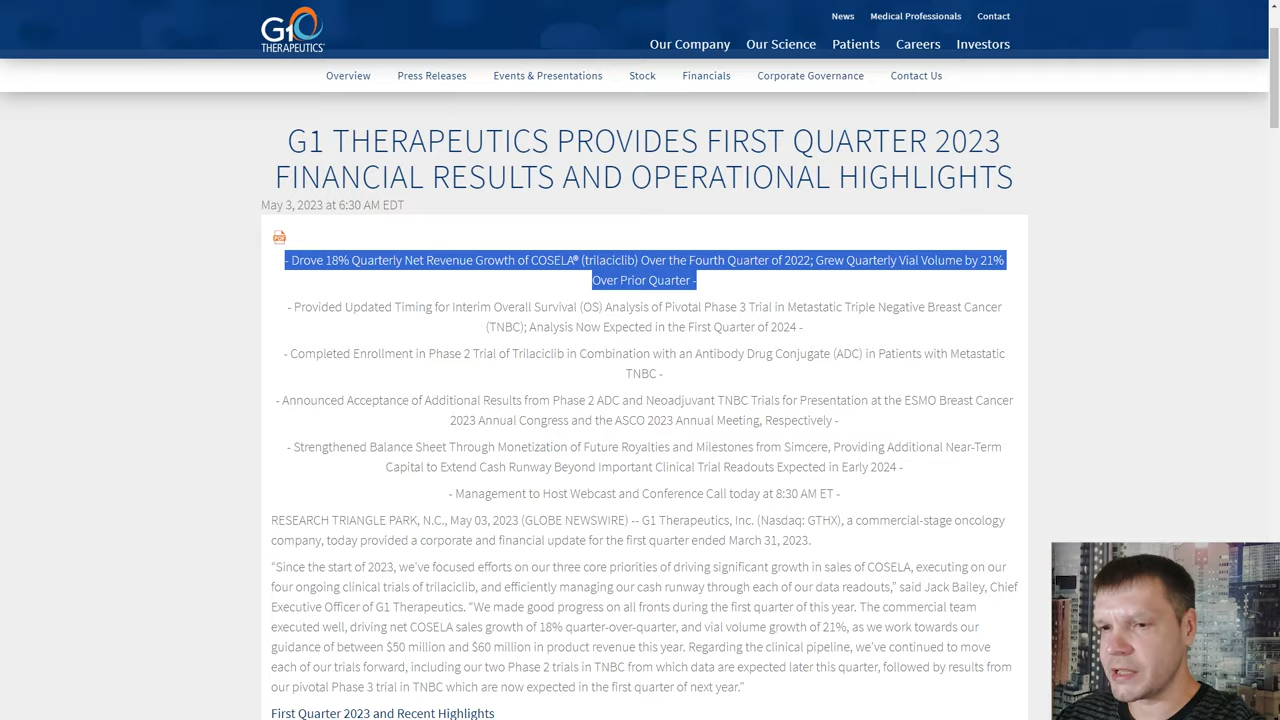 News Medical Professionals Contact
G1
THERAPEUTICS
Our Company Our Science Patients Careers Investors
Overview Press Releases Events & Presentations Stock Financials Corporate Governance Contact Us
G1 THERAPEUTICS PROVIDES FIRST QUARTER 2023
FINANCIAL RESULTS AND OPERATIONAL HIGHLIGHTS
May 3, 2023 at 6:30 AM EDT
PDF
- Drove 18% Quarterly Net Revenue Growth of COSELA® (trilaciclib) Over the Fourth Quarter of 2022; Grew Quarterly Vial Volume by 21%
Over Prior Quarter -
- Provided Updated Timing for Interim Overall Survival (OS) Analysis of Pivotal Phase 3 Trial in Metastatic Triple Negative Breast Cancer
(TNBC); Analysis Now Expected in the First Quarter of 2024 -
- Completed Enrollment in Phase 2 Trial of Trilaciclib in Combination with an Antibody Drug Conjugate (ADC) in Patients with Metastatic
TNBC -
- Announced Acceptance of Additional Results from Phase 2 ADC and Neoadjuvant TNBC Trials for Presentation at the ESMO Breast Cancer
2023 Annual Congress and the ASCO 2023 Annual Meeting, Respectively -
- Strengthened Balance Sheet Through Monetization of Future Royalties and Milestones from Simcere, Providing Additional Near-Term
Capital to Extend Cash Runway Beyond Important Clinical Trial Readouts Expected in Early 2024 -
- Management to Host Webcast and Conference Call today at 8:30 AM ET -
RESEARCH TRIANGLE PARK, N.C., May 03, 2023 (GLOBE NEWSWIRE) -- G1 Therapeutics, Inc. (Nasdaq: GTHX), a commercial-stage oncology
company, today provided a corporate and financial update for the first quarter ended March 31, 2023.
“Since the start of 2023, we’ve focused efforts on our three core priorities of driving significant growth in sales of COSELA, executing on our
four ongoing clinical trials of trilaciclib, and efficiently managing our cash runway through each of our data readouts,” said Jack Bailey, Chief
Executive Officer of G1 Therapeutics. “We made good progress on all fronts during the first quarter of this year. The commercial team
executed well, driving net COSELA sales growth of 18% quarter-over-quarter, and vial volume growth of 21%, as we work towards our
guidance of between $50 million and $60 million in product revenue this year. Regarding the clinical pipeline, we’ve continued to move
each of our trials forward, including our two Phase 2 trials in TNBC from which data are expected later this quarter, followed by results from
our pivotal Phase 3 trial in TNBC which are now expected in the first quarter of next year.”
First Quarter 2023 and Recent Highlights